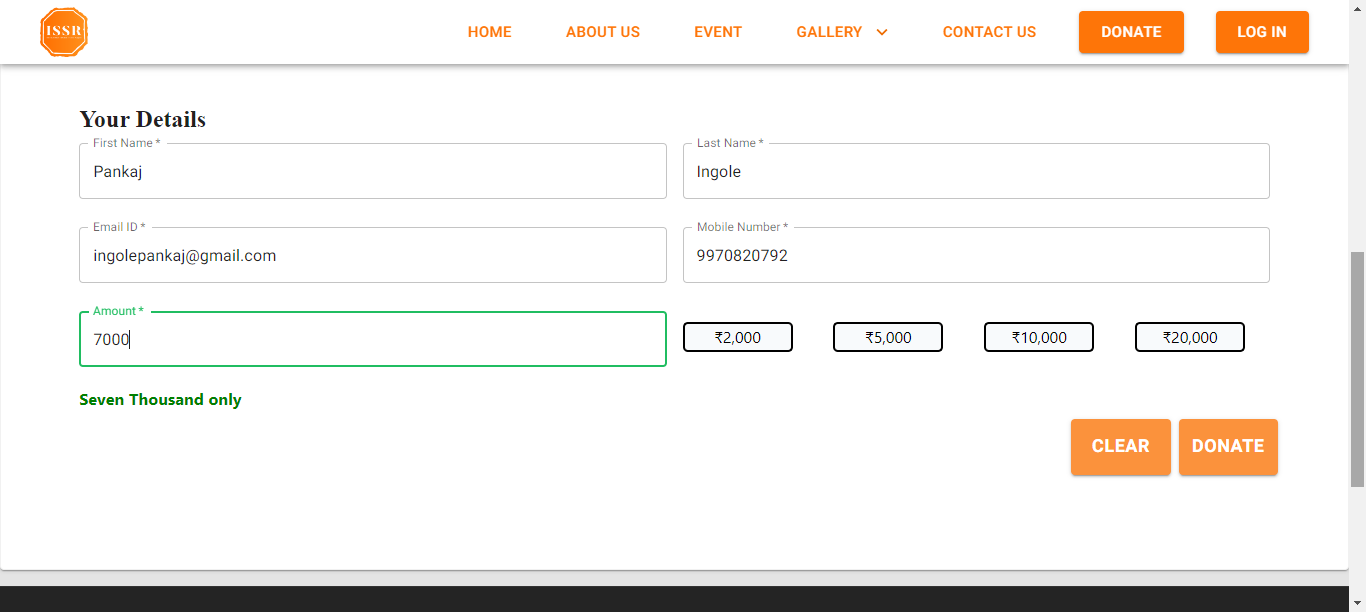 ISSR
HOME ABOUT US EVENT GALLERY CONTACT US DONATE LOG IN
Your Details
First Name * Last Name *
Pankaj Ingole
Email ID * Mobile Number *
ingolepankaj@gmail.com 9970820792
Amount *
7000 ₹2,000 ₹5,000 ₹10,000 ₹20,000
Seven Thousand only
CLEAR DONATE